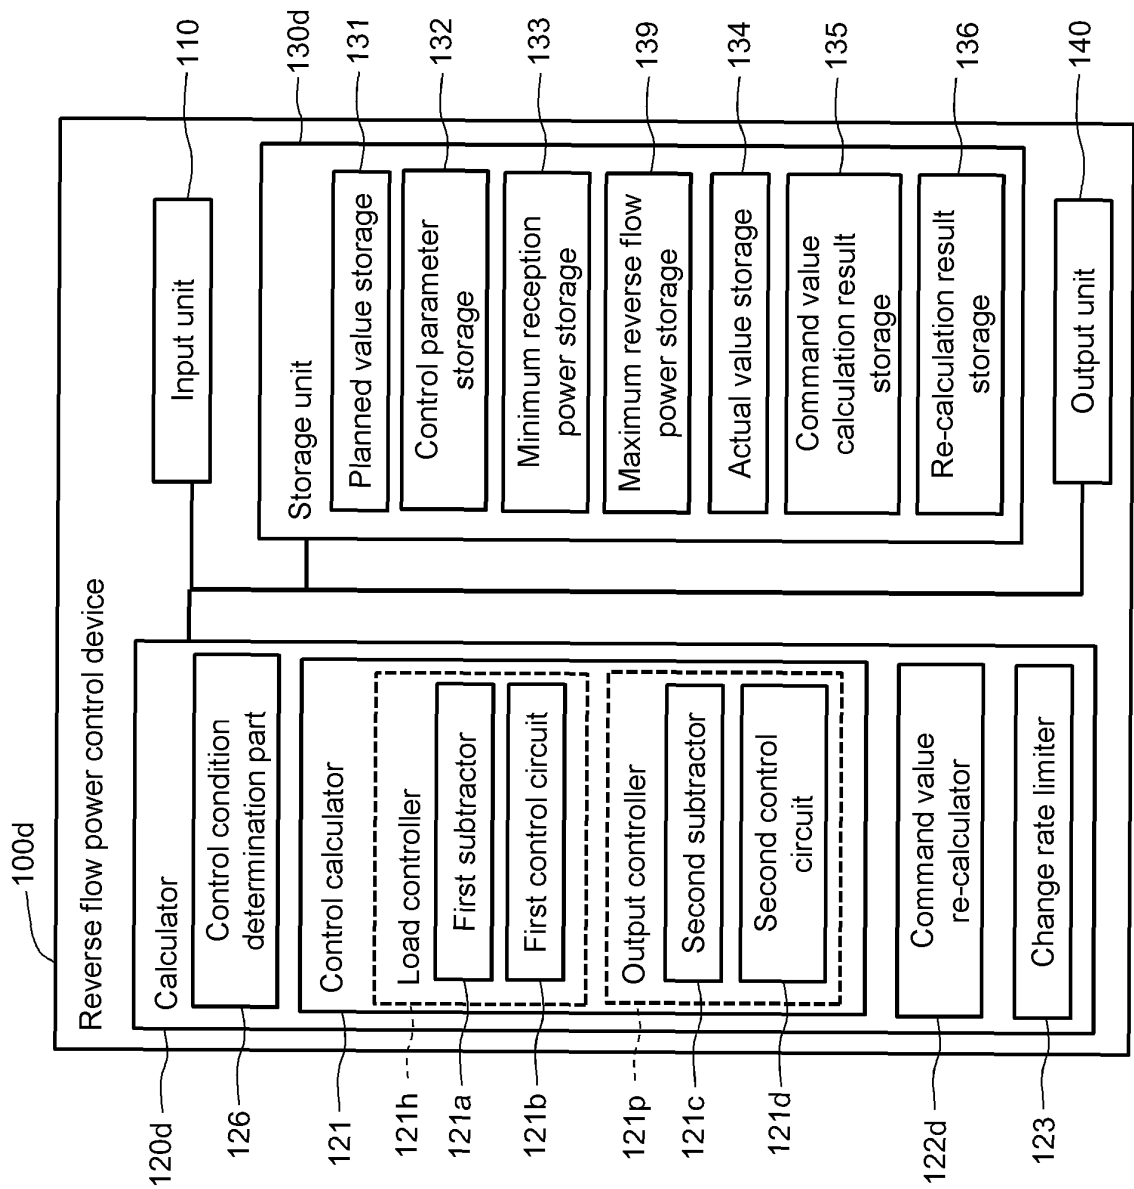 100d
Reverse flow power control device
120d
Calculator
126
Control condition
determination part
121
Control calculator
121h
Load controller
121a
First subtractor
121b
First control circuit
121p
Output controller
121c
Second subtractor
121d
Second control
circuit
122d
Command value
re-calculator
123
Change rate limiter
Input unit
110
Storage unit
130d
Planned value storage
131
Control parameter
storage
132
Minimum reception
power storage
133
Maximum reverse flow
power storage
139
Actual value storage
134
Command value
calculation result
storage
135
Re-calculation result
storage
136
Output unit
140